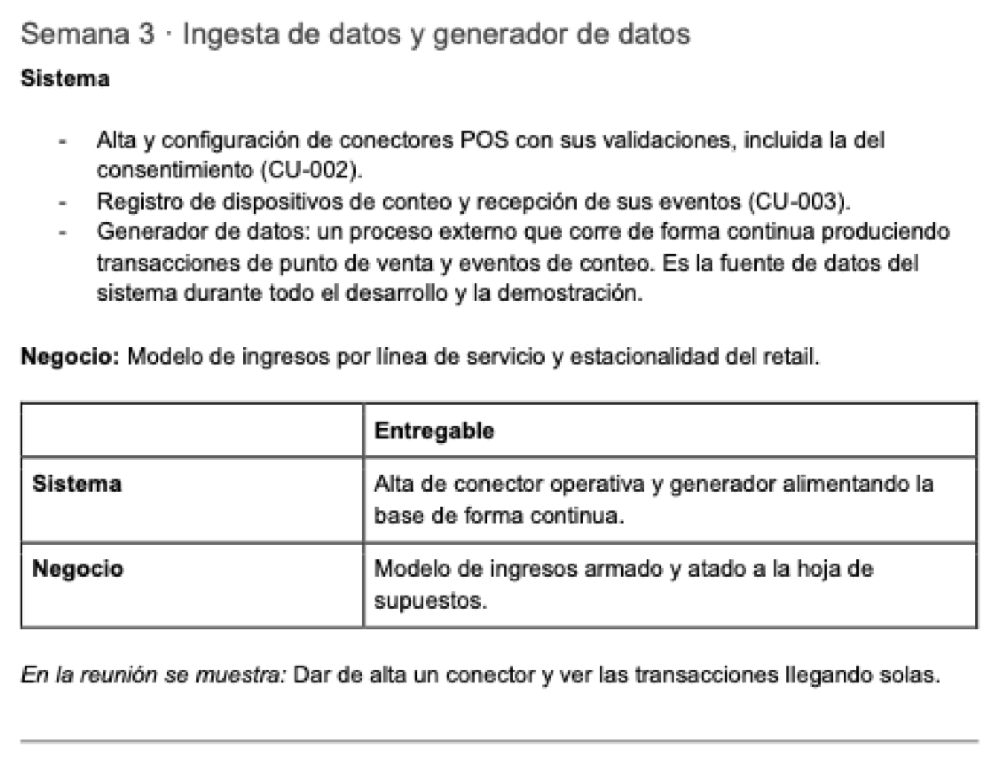 Semana 3 · Ingesta de datos y generador de datos
Sistema
- Alta y configuración de conectores POS con sus validaciones, incluida la del
consentimiento (CU-002).
- Registro de dispositivos de conteo y recepción de sus eventos (CU-003).
- Generador de datos: un proceso externo que corre de forma continua produciendo
transacciones de punto de venta y eventos de conteo. Es la fuente de datos del
sistema durante todo el desarrollo y la demostración.
Negocio: Modelo de ingresos por línea de servicio y estacionalidad del retail.
Entregable
Sistema
Alta de conector operativa y generador alimentando la
base de forma continua.
Negocio
Modelo de ingresos armado y atado a la hoja de
supuestos.
En la reunión se muestra: Dar de alta un conector y ver las transacciones llegando solas.